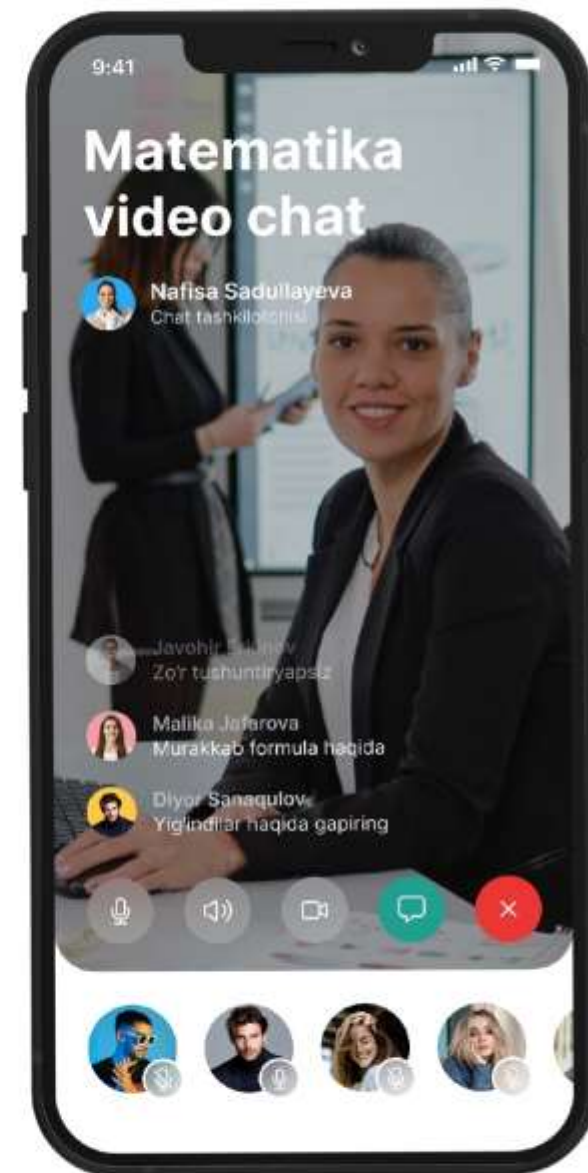 9:41
Matematika
video chat
Nafisa Sadullayeva
Chat tashkilotchisi
Javohir
Zo'r tushuntiryapsiz
Malika Jafarova
Murakkab formula haqida
Diyor Sanaqulov
Yig'indilar haqida gapiring